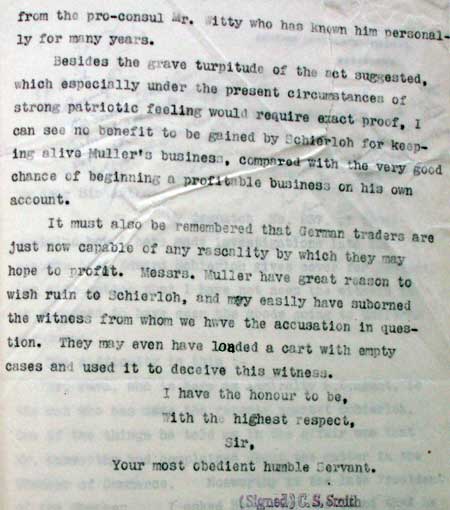 from the pro-consul Mr. Witty who has known him personal-
ly for many years.
Besides the grave turpitude of the act suggested,
which especially under the present circumstances of
strong patriotic feeling would require exact proof, I
can see no benefit to be gained by Schierloh for keep-
ing alive Muller's business, compared with the very good
chance of beginning a profitable business on his own
account.
It must also be remembered that German traders are
just now capable of any rascality by which they may
hope to profit. Messrs. Muller have great reason to
wish ruin to Schierloh, and may easily have suborned
the witness from whom we hwve the accusation in ques-
tion. They may even have loaded a cart with empty
cases and used it to deceive this witness.
I have the honour to be,
With the highest respect,
Sir,
Your most obedient humble Servant.
(Signed) C. S. Smith